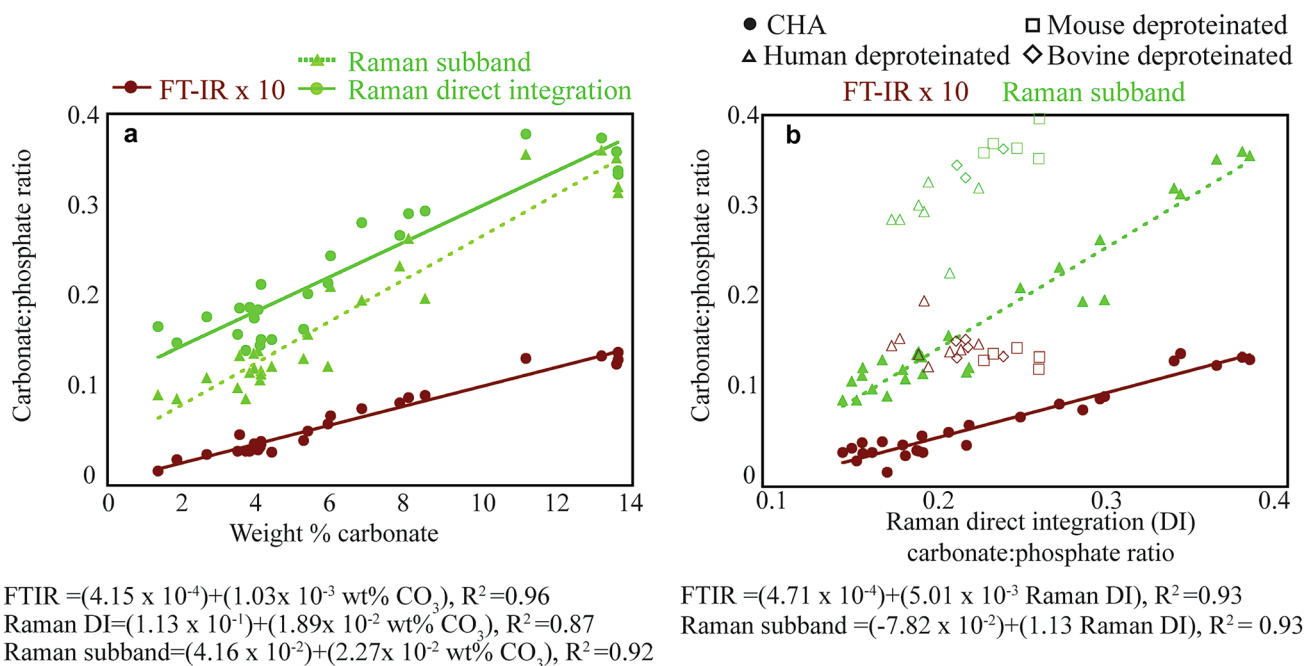 Raman subband
FT-IR x 10
Raman direct integration
a
Carbonate:phosphate ratio
0.4
0.3
0.2
0.1
0
0 2 4 6 8 10 12 14
Weight % carbonate
FTIR =(4.15 x 10⁻⁴)+(1.03x 10⁻³ wt% CO₃), R²=0.96
Raman DI=(1.13 x 10⁻¹)+(1.89x 10⁻² wt% CO₃), R²=0.87
Raman subband=(4.16 x 10⁻²)+(2.27x 10⁻² wt% CO₃), R²=0.92
CHA
Mouse deproteinated
Human deproteinated
Bovine deproteinated
FT-IR x 10 Raman subband
b
Carbonate:phosphate ratio
0.4
0.3
0.2
0.1
0
0.1 0.2 0.3 0.4
Raman direct integration (DI)
carbonate:phosphate ratio
FTIR =(4.71 x 10⁻⁴)+(5.01 x 10⁻³ Raman DI), R²=0.93
Raman subband =(-7.82 x 10⁻²)+(1.13 Raman DI), R²= 0.93